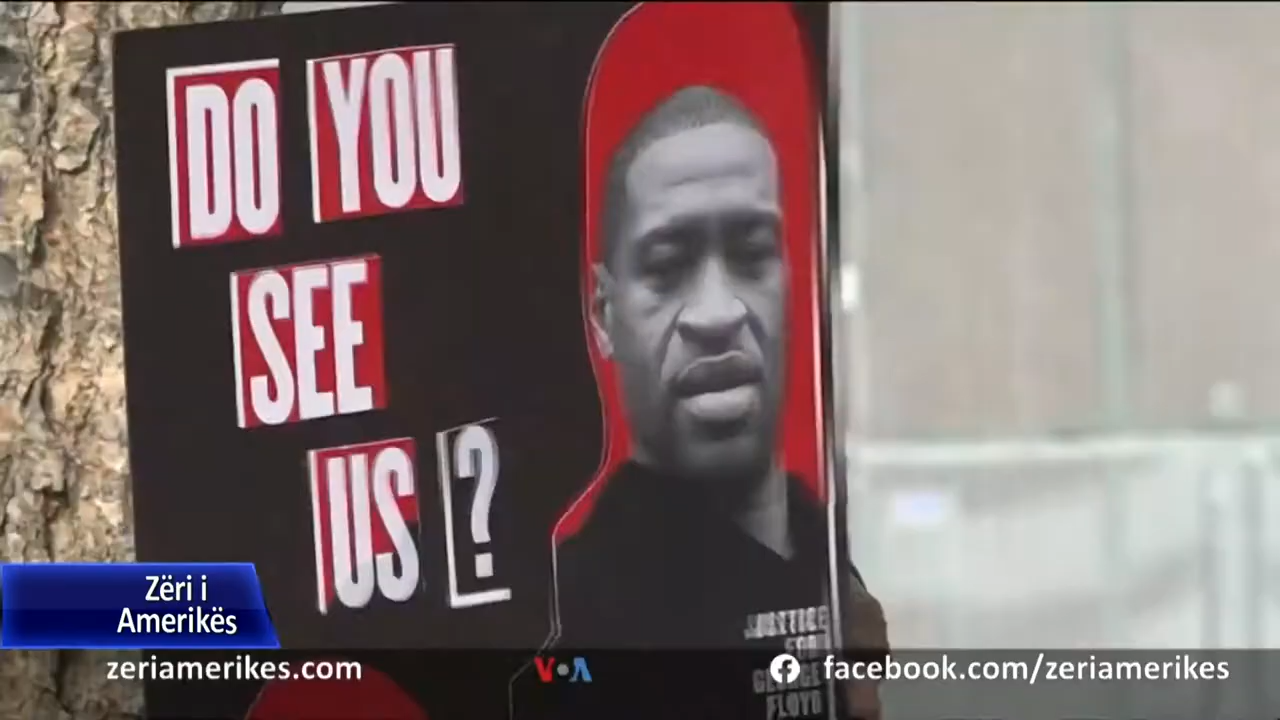 DO YOU
SEE
US?
JUSTICE
FOR
GEORGE
FLOYD
Zëri i
Amerikës
zeriamerikes.com
VOA
facebook.com/zeriamerikes